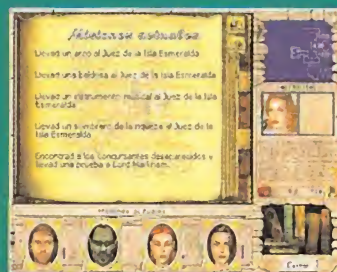 Misiones actuales
Llevad un arco al Juez de la Isla Esmeralda
Llevad una baldosa al Juez de la Isla Esmeralda
Llevad un instrumento musical al Juez de la Isla
Esmeralda
Llevad un sombrero de la riqueza al Juez de la
Isla Esmeralda
Encontrad a los concursantes desaparecidos y
llevad una prueba a Lord Markham.
Cerrar